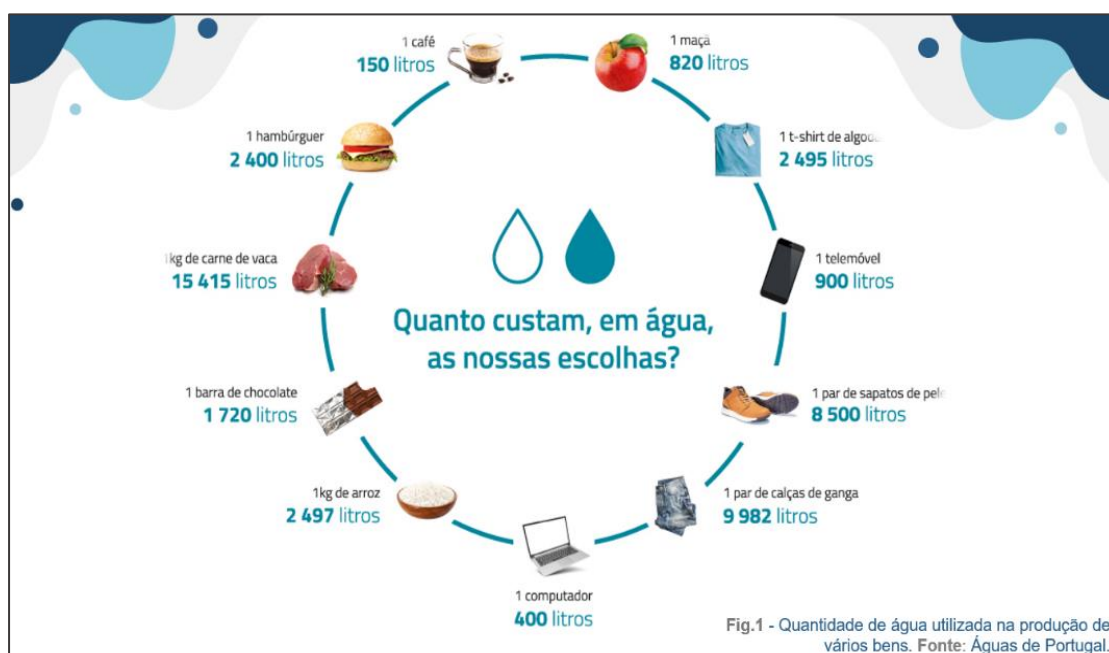 1 café
150 litros
1 maçã
820 litros
1 hambúrguer
2 400 litros
1 t-shirt de
2 495 litros
1kg de carne de vaca
15 415 litros
1 telemóvel
900 litros
Quanto custam, em água,
as nossas escolhas?
1 barra de chocolate
1 720 litros
1 par de sapatos de
8 500 litros
1kg de arroz
2 497 litros
1 par de calças de ganga
9 982 litros
1 computador
400 litros
Fig.1 - Quantidade de água utilizada na produção de
vários bens. Fonte: Águas de Portugal.